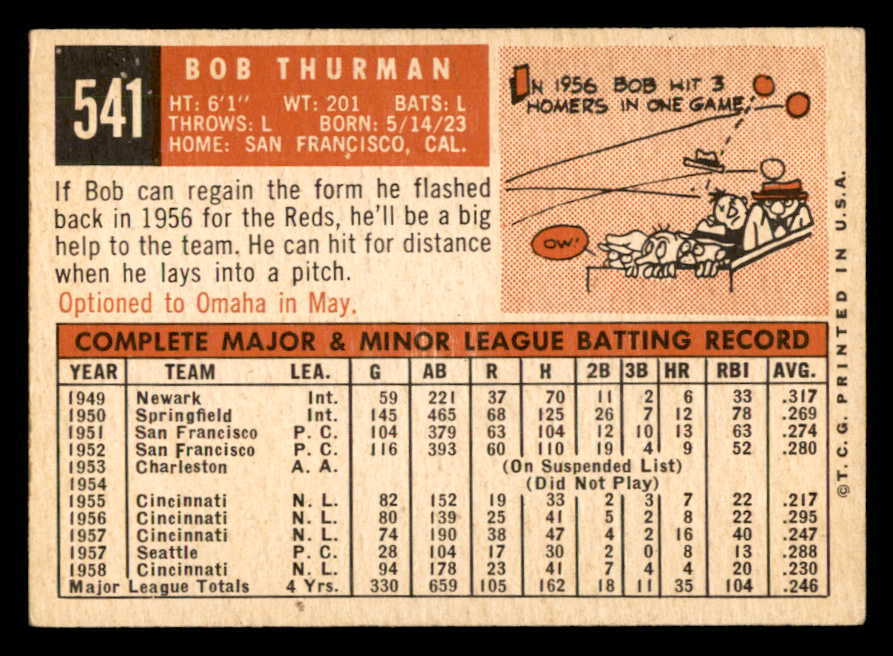 541
BOB THURMAN
HT: 6'1" WT: 201 BATS: L
THROWS: L BORN: 5/14/23
HOME: SAN FRANCISCO, CAL.
If Bob can regain the form he flashed
back in 1956 for the Reds, he'll be a big
help to the team. He can hit for distance
when he lays into a pitch.
Optioned to Omaha in May.
IN 1956 BOB HIT 3
HOMERS IN ONE GAME.
OW!
COMPLETE MAJOR & MINOR LEAGUE BATTING RECORD
YEAR TEAM LEA. G AB R H 2B 3B HR RBI AVG.
1949 Newark Int. 59 221 37 70 11 2 6 33 .317
1950 Springfield Int. 145 465 68 125 26 7 12 78 .269
1951 San Francisco P. C. 104 379 63 104 12 10 13 63 .274
1952 San Francisco P. C. 116 393 60 110 19 4 9 52 .280
1953 Charleston A. A. (On Suspended List)
1954 (Did Not Play)
1955 Cincinnati N. L. 82 152 19 33 2 3 7 22 .217
1956 Cincinnati N. L. 80 139 25 41 5 2 8 22 .295
1957 Cincinnati N. L. 74 190 38 47 4 2 16 40 .247
1957 Seattle P. C. 28 104 17 30 2 0 8 13 .288
1958 Cincinnati N. L. 94 178 23 41 7 4 4 20 .230
Major League Totals 4 Yrs. 330 659 105 162 18 11 35 104 .246
©T. C. G. PRINTED IN U.S.A.